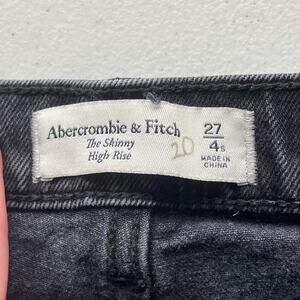 Abercrombie & Fitch
The Skinny
High Rise
20
27
4s
MADE IN
CHINA